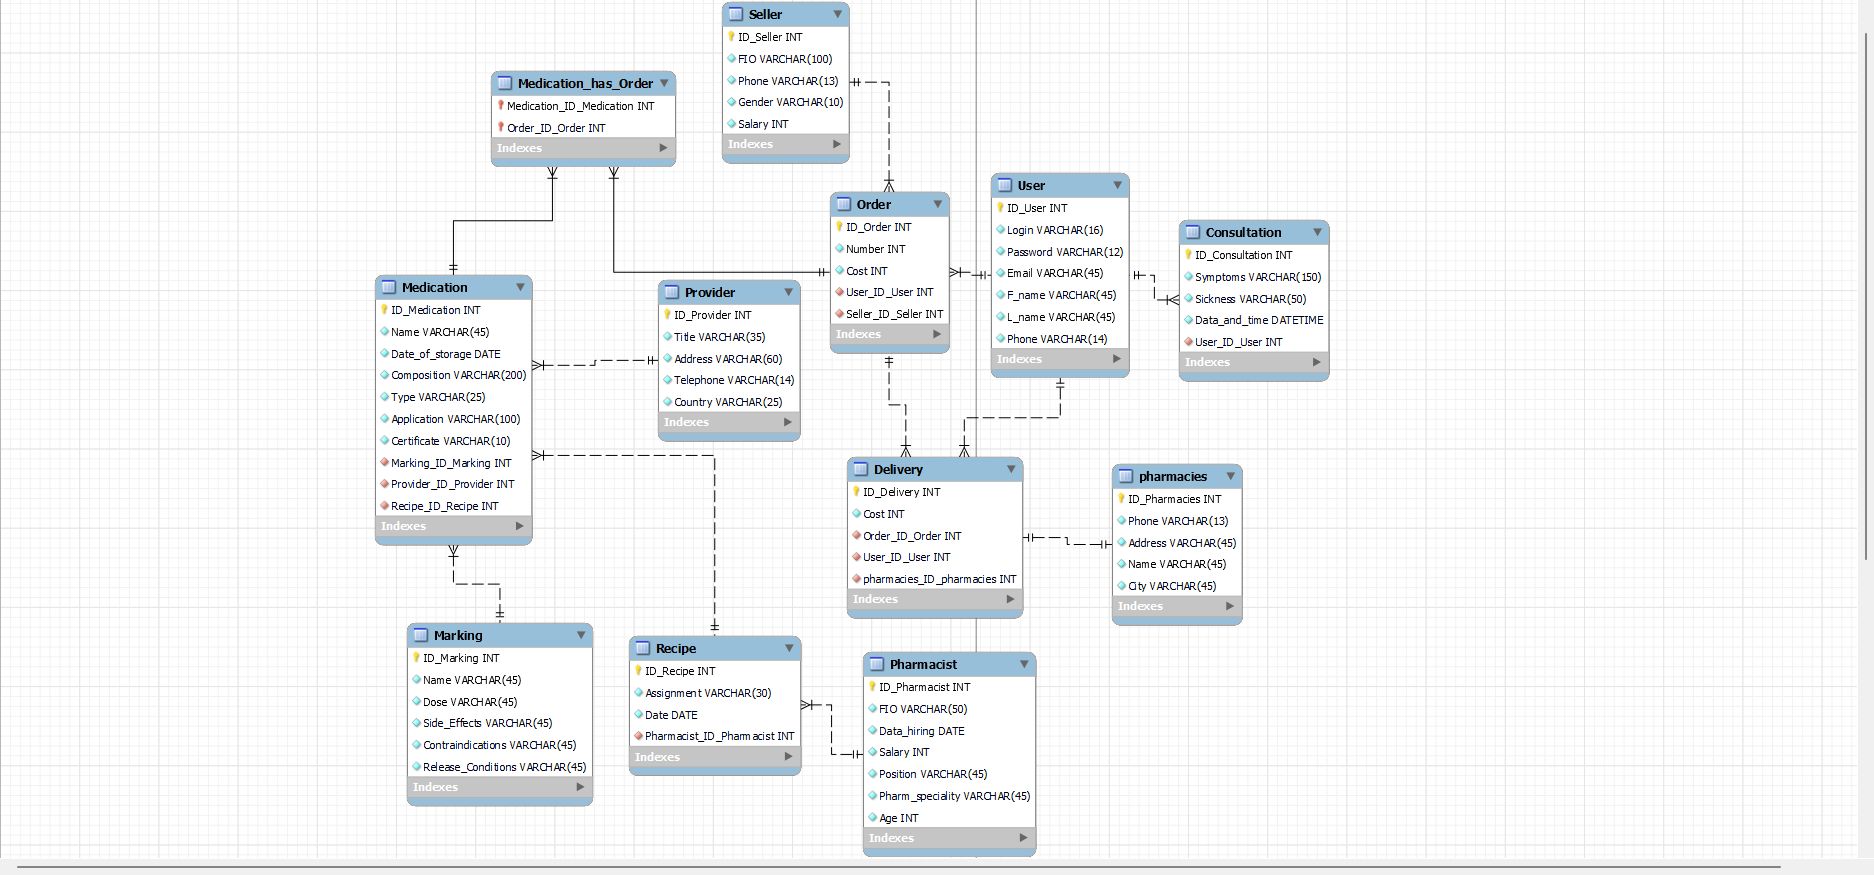 Seller
ID_Seller INT
FIO VARCHAR(100)
Phone VARCHAR(13)
Gender VARCHAR(10)
Salary INT
Indexes
Medication_has_Order
Medication_ID_Medication INT
Order_ID_Order INT
Indexes
Order
ID_Order INT
Number INT
Cost INT
User_ID_User INT
Seller_ID_Seller INT
Indexes
User
ID_User INT
Login VARCHAR(16)
Password VARCHAR(12)
Email VARCHAR(45)
F_name VARCHAR(45)
L_name VARCHAR(45)
Phone VARCHAR(14)
Indexes
Consultation
ID_Consultation INT
Symptoms VARCHAR(150)
Sickness VARCHAR(50)
Data_and_time DATETIME
User_ID_User INT
Indexes
Medication
ID_Medication INT
Name VARCHAR(45)
Date_of_storage DATE
Composition VARCHAR(200)
Type VARCHAR(25)
Application VARCHAR(100)
Certificate VARCHAR(10)
Marking_ID_Marking INT
Provider_ID_Provider INT
Recipe_ID_Recipe INT
Indexes
Provider
ID_Provider INT
Title VARCHAR(35)
Address VARCHAR(60)
Telephone VARCHAR(14)
Country VARCHAR(25)
Indexes
Delivery
ID_Delivery INT
Cost INT
Order_ID_Order INT
User_ID_User INT
pharmacies_ID_pharmacies INT
Indexes
pharmacies
ID_Pharmacies INT
Phone VARCHAR(13)
Address VARCHAR(45)
Name VARCHAR(45)
City VARCHAR(45)
Indexes
Marking
ID_Marking INT
Name VARCHAR(45)
Dose VARCHAR(45)
Side_Effects VARCHAR(45)
Contraindications VARCHAR(45)
Release_Conditions VARCHAR(45)
Indexes
Recipe
ID_Recipe INT
Assignment VARCHAR(30)
Date DATE
Pharmacist_ID_Pharmacist INT
Indexes
Pharmacist
ID_Pharmacist INT
FIO VARCHAR(50)
Data_hiring DATE
Salary INT
Position VARCHAR(45)
Pharm_speciality VARCHAR(45)
Age INT
Indexes